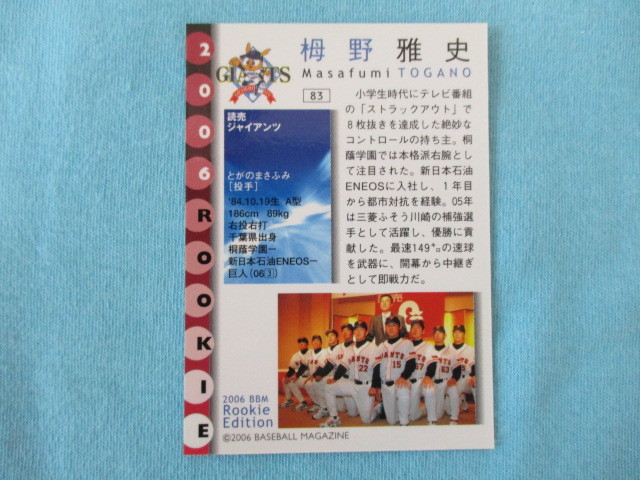 2006 ROOKIE
GIANTS
栂野 雅史
Masafumi TOGANO
83
読売
ジャイアンツ
とがのまさふみ
［投手］
'84.10.19生 A型
186cm 89kg
右投右打
千葉県出身
桐蔭学園ー
新日本石油ENEOSー
巨人（06③）
小学生時代にテレビ番組
の「ストラックアウト」で
８枚抜きを達成した絶妙な
コントロールの持ち主。桐
蔭学園では本格派右腕とし
て注目された。新日本石油
ENEOSに入社し、１年目
から都市対抗を経験。05年
は三菱ふそう川崎の補強選
手として活躍し、優勝に貢
献した。最速149㌔の速球
を武器に、開幕から中継ぎ
として即戦力だ。
2006 BBM
Rookie
Edition
©2006 BASEBALL MAGAZINE